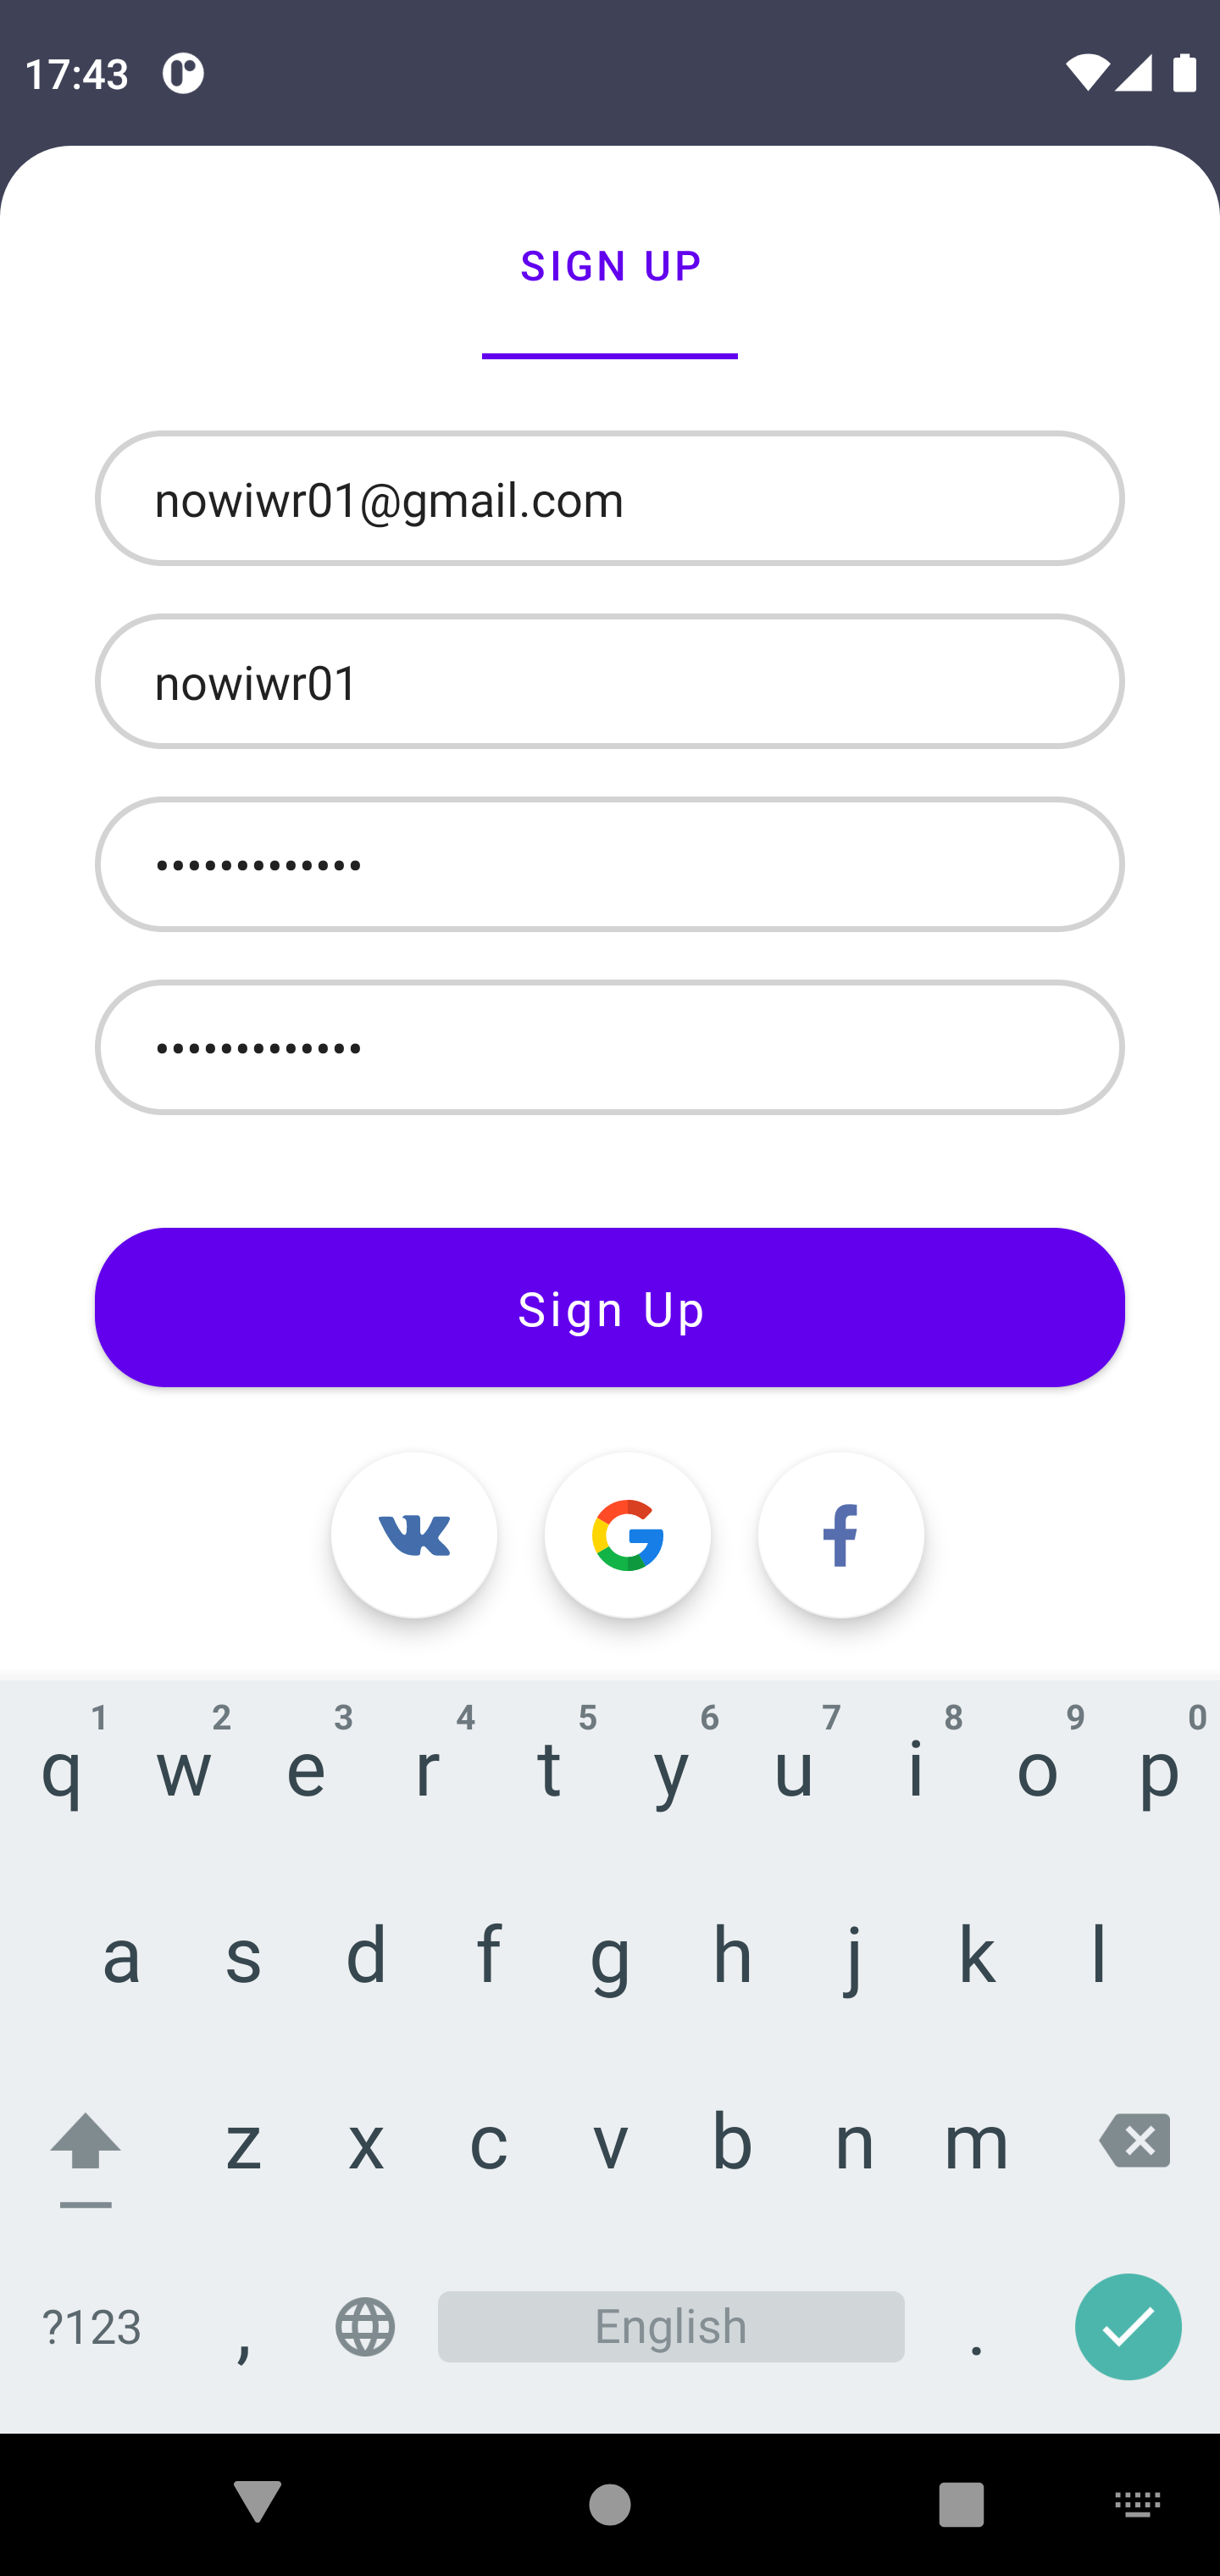 17:43
SIGN UP
nowiwr01@gmail.com
nowiwr01
•••••••••••••
•••••••••••••
Sign Up
1 2 3 4 5 6 7 8 9 0
q w e r t y u i o p
a s d f g h j k l
z x c v b n m
?123 , English .